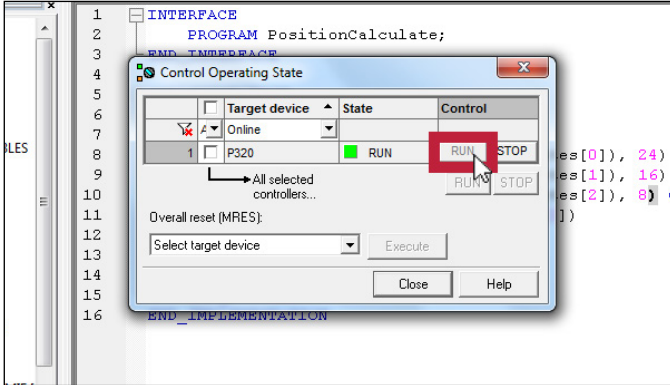 1 INTERFACE
2 PROGRAM PositionCalculate;
3 END_INTERFACE
4 Control Operating State
5
Target device State Control
6
Online
7
BLES
8 1 P320 RUN RUN STOP es[0]), 24)
9 All selected controllers... RUN STOP es[1]), 16)
10 es[2]), 8)
11 Overall reset (MRES): ])
12
Select target device Execute
13
14
Close Help
15
16 END_IMPLEMENTATION